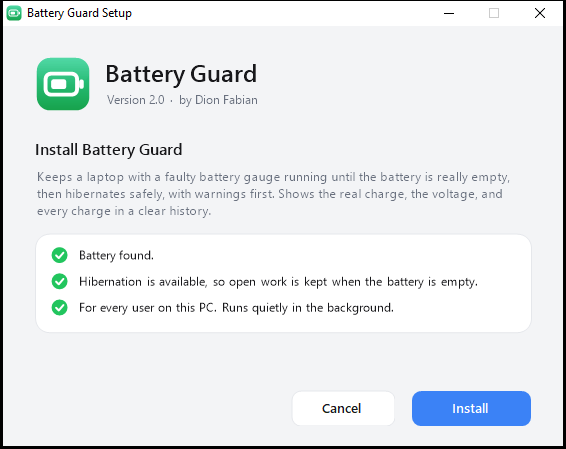 Battery Guard Setup
Battery Guard
Version 2.0 · by Dion Fabian
Install Battery Guard
Keeps a laptop with a faulty battery gauge running until the battery is really empty,
then hibernates safely, with warnings first. Shows the real charge, the voltage, and
every charge in a clear history.
Battery found.
Hibernation is available, so open work is kept when the battery is empty.
For every user on this PC. Runs quietly in the background.
Cancel
Install